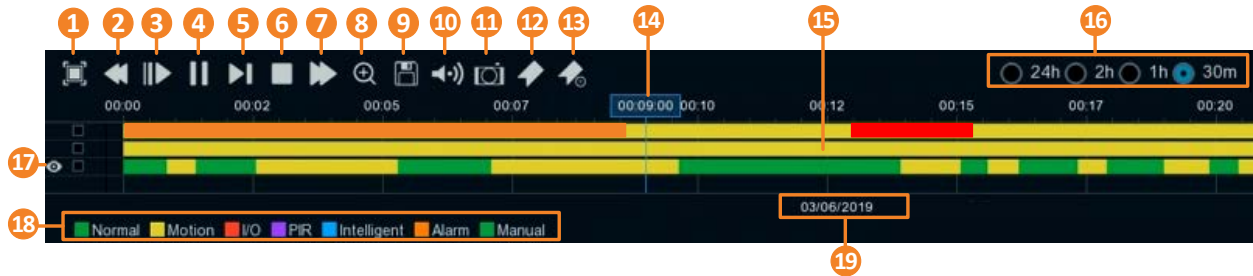 1 2 3 4 5 6 7 8 9 10 11 12 13 14 15 16
24h 2h 1h 30m
00:00 00:02 00:05 00:07 00:09:00 00:10 00:12 00:15 00:17 00:20
17
03/06/2019
18 Normal Motion I/O PIR Intelligent Alarm Manual
19